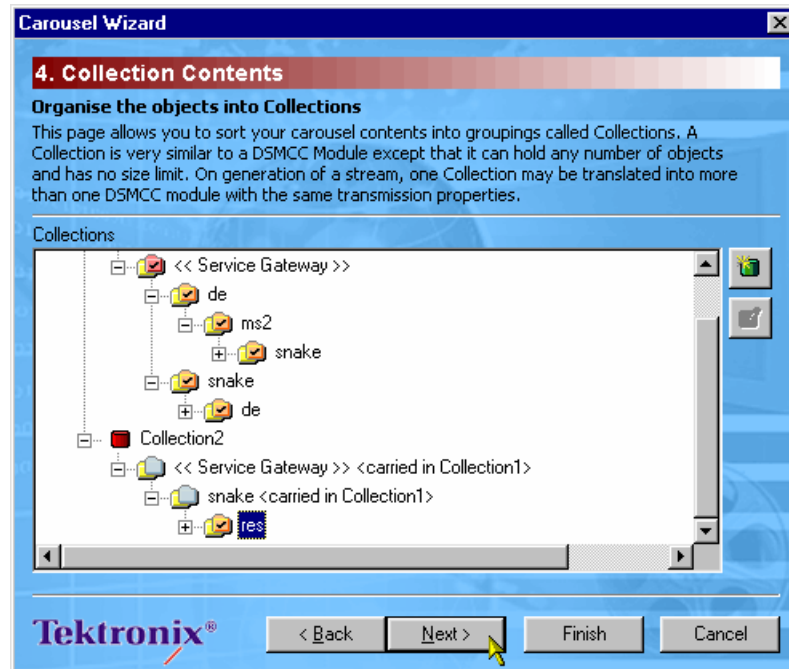 Carousel Wizard
4. Collection Contents
Organise the objects into Collections
This page allows you to sort your carousel contents into groupings called Collections. A
Collection is very similar to a DSMCC Module except that it can hold any number of objects
and has no size limit. On generation of a stream, one Collection may be translated into more
than one DSMCC module with the same transmission properties.
Collections
<< Service Gateway >>
de
ms2
snake
snake
de
Collection2
<< Service Gateway >> <carried in Collection1>
snake <carried in Collection1>
res
Tektronix®
< Back
Next >
Finish
Cancel